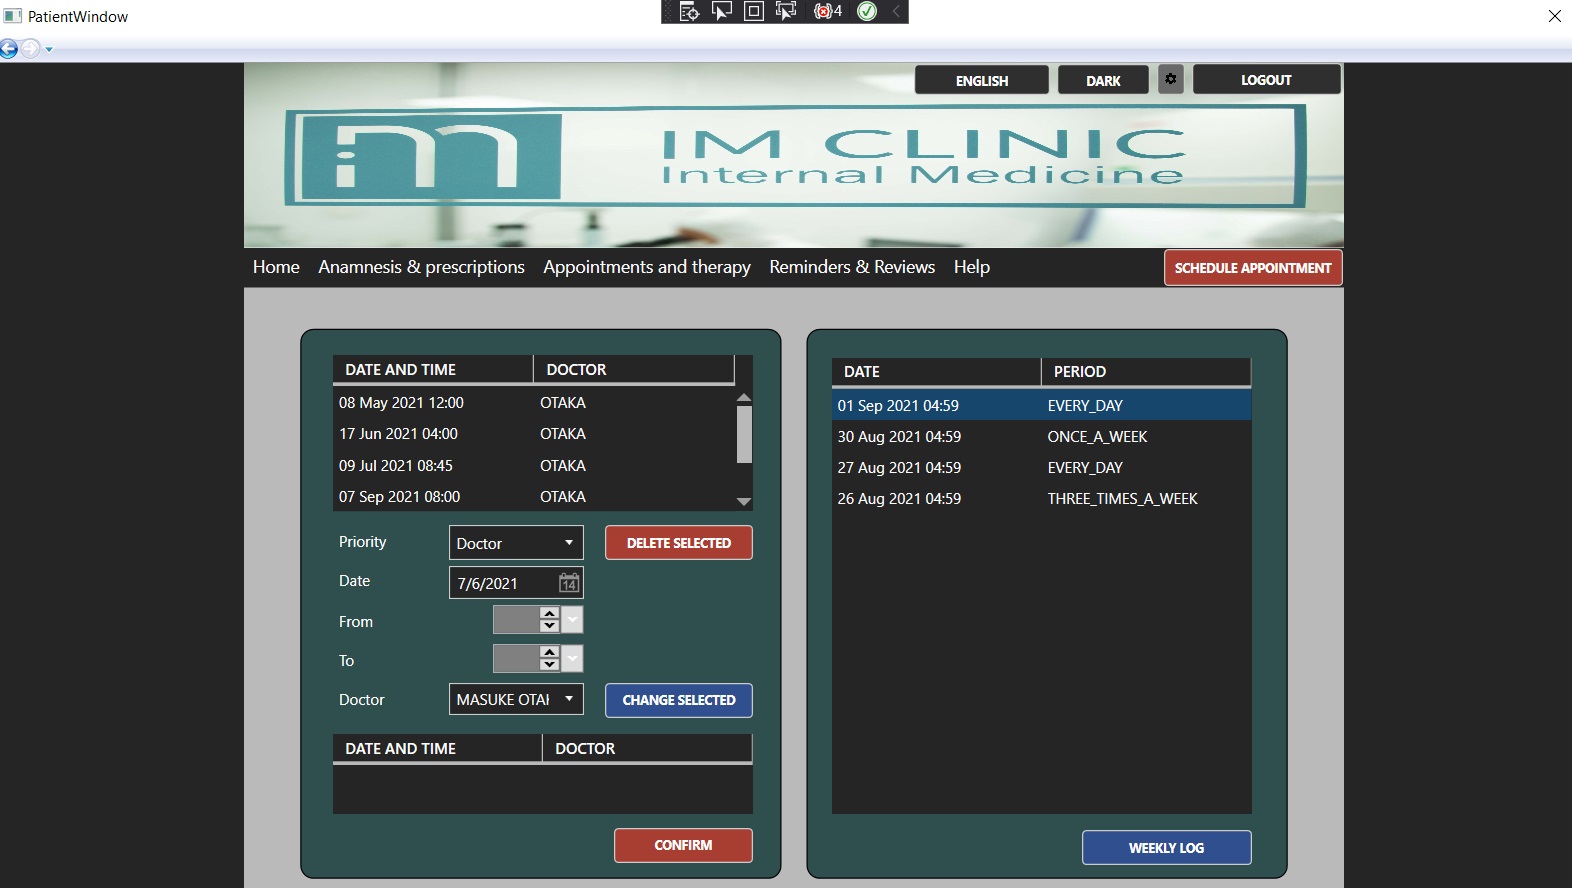 PatientWindow
4
ENGLISH
DARK
LOGOUT
IM CLINIC
Internal Medicine
Home
Anamnesis & prescriptions
Appointments and therapy
Reminders & Reviews
Help
SCHEDULE APPOINTMENT
DATE AND TIME DOCTOR
08 May 2021 12:00 OTAKA
17 Jun 2021 04:00 OTAKA
09 Jul 2021 08:45 OTAKA
07 Sep 2021 08:00 OTAKA
Priority Doctor DELETE SELECTED
Date 7/6/2021 14
From
To
Doctor MASUKE OTA CHANGE SELECTED
DATE AND TIME DOCTOR
CONFIRM
DATE PERIOD
01 Sep 2021 04:59 EVERY_DAY
30 Aug 2021 04:59 ONCE_A_WEEK
27 Aug 2021 04:59 EVERY_DAY
26 Aug 2021 04:59 THREE_TIMES_A_WEEK
WEEKLY LOG